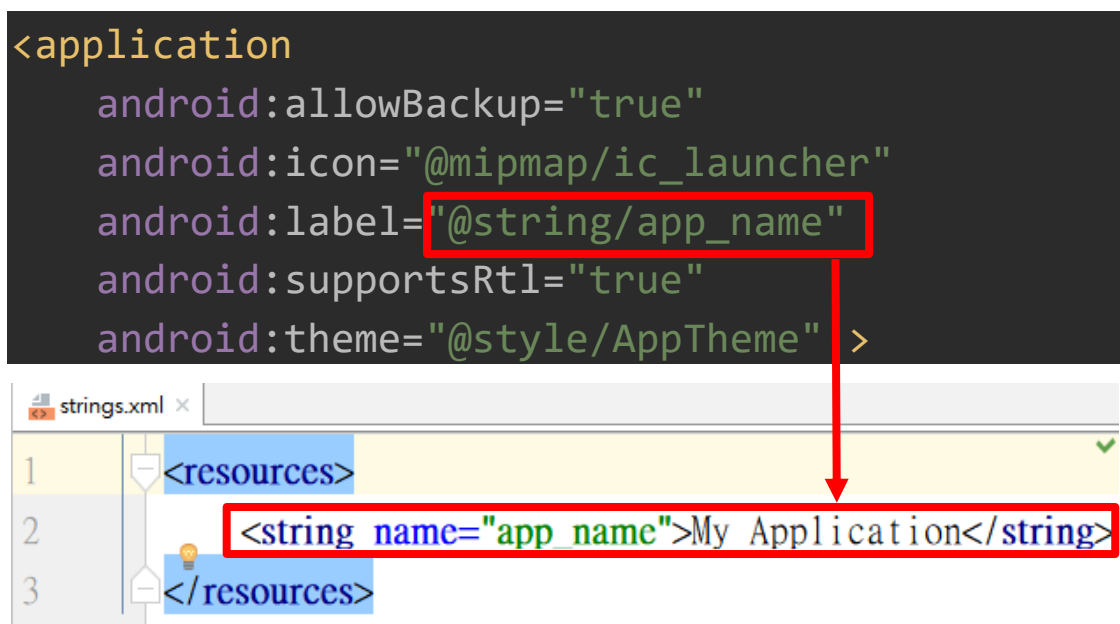 <application
android:allowBackup="true"
android:icon="@mipmap/ic_launcher"
android:label="@string/app_name"
android:supportsRtl="true"
android:theme="@style/AppTheme" >
strings.xml ×
1 <resources>
2 <string name="app_name">My Application</string>
3 </resources>